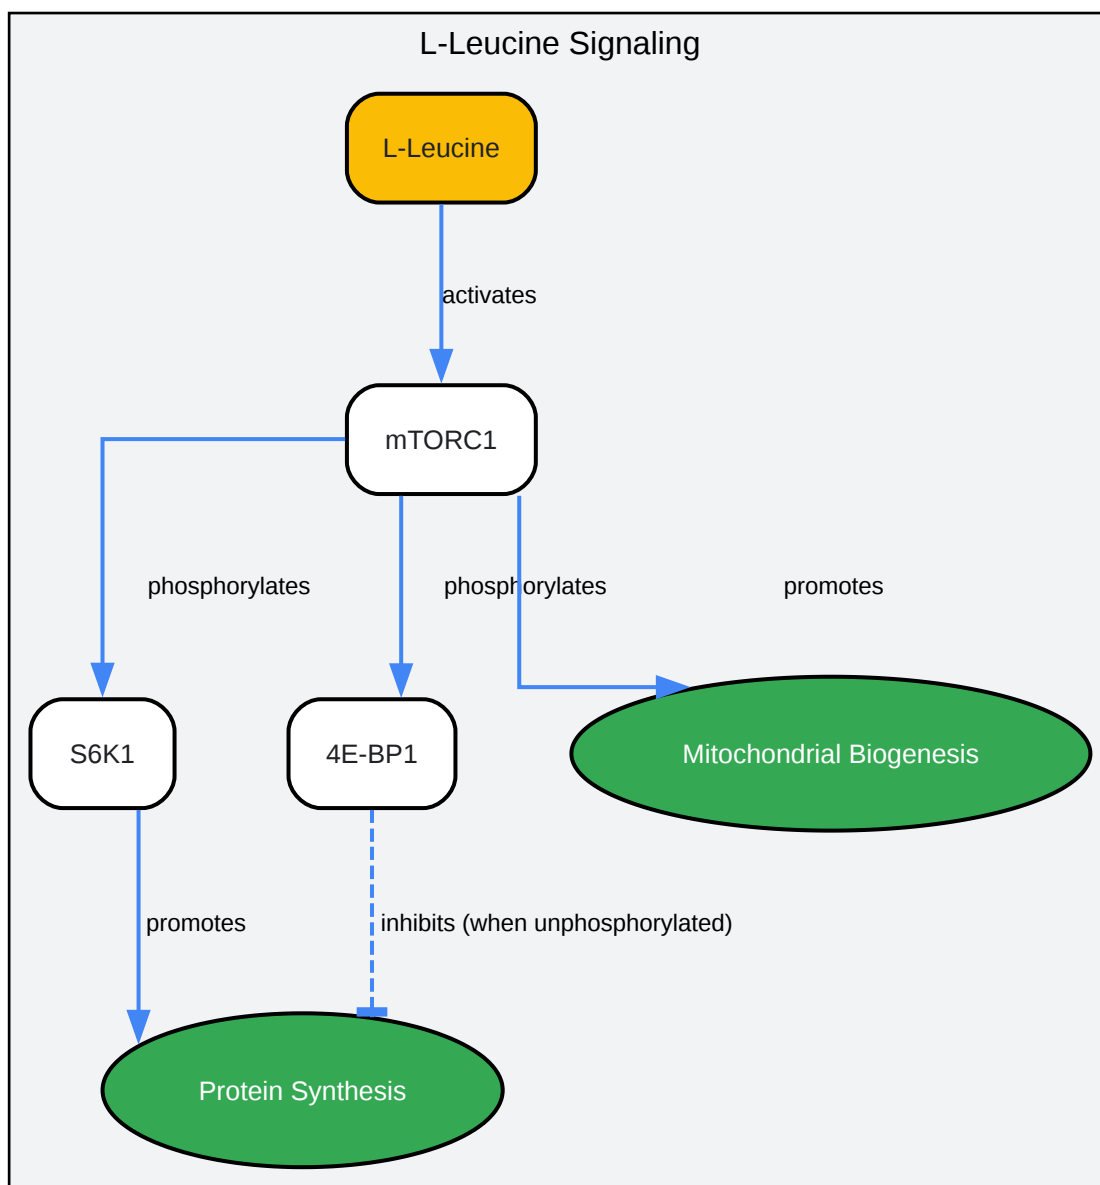 L-Leucine Signaling
L-Leucine
activates
mTORC1
phosphorylates
phosphorylates
promotes
S6K1
4E-BP1
Mitochondrial Biogenesis
promotes
inhibits (when unphosphorylated)
Protein Synthesis